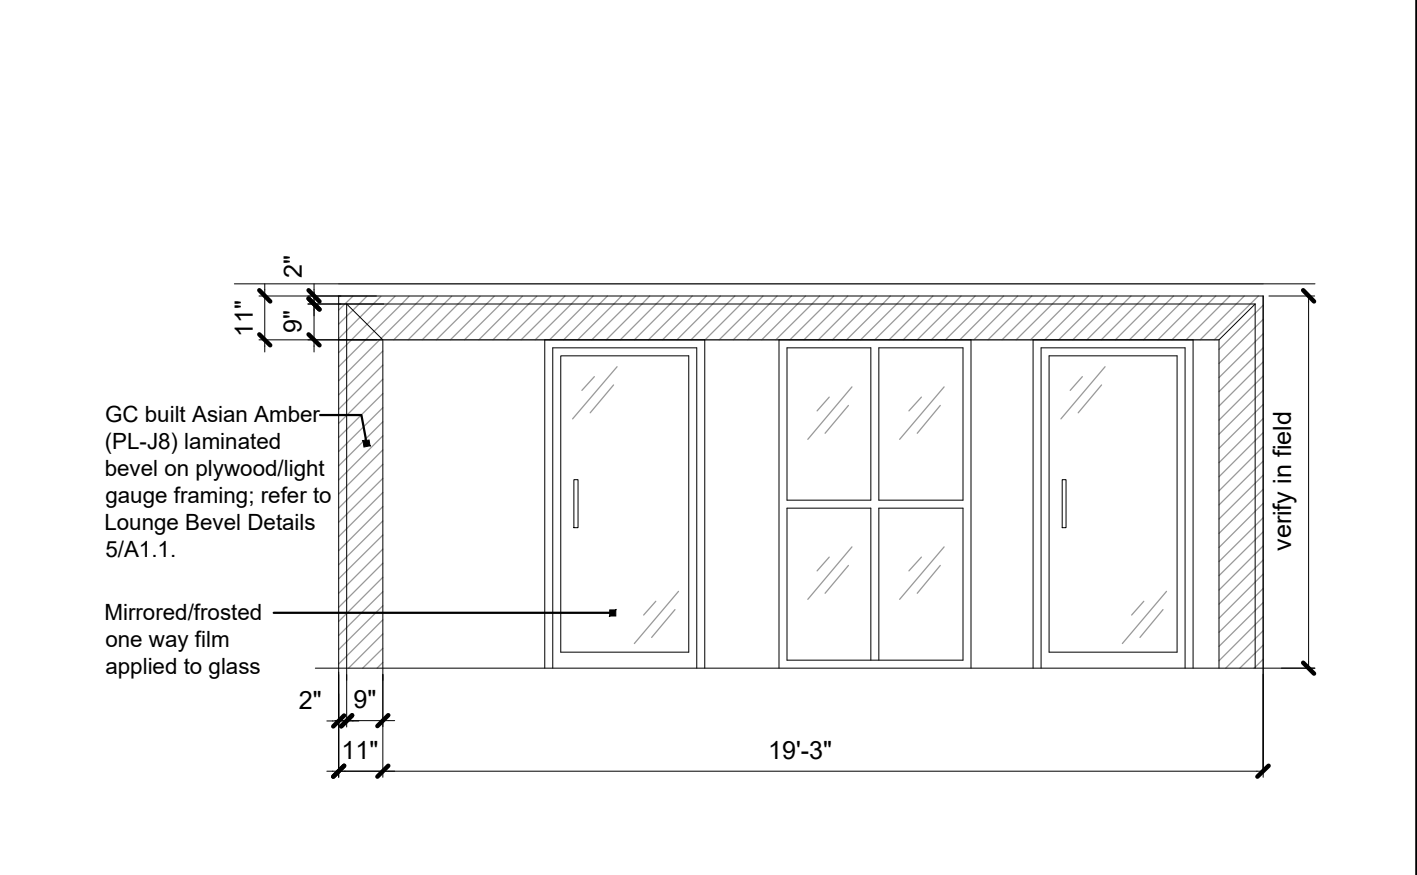 2"
11"
9"
GC built Asian Amber
(PL-J8) laminated
bevel on plywood/light
gauge framing; refer to
Lounge Bevel Details
5/A1.1.
verify in field
Mirrored/frosted
one way film
applied to glass
2"
9"
11"
19'-3"